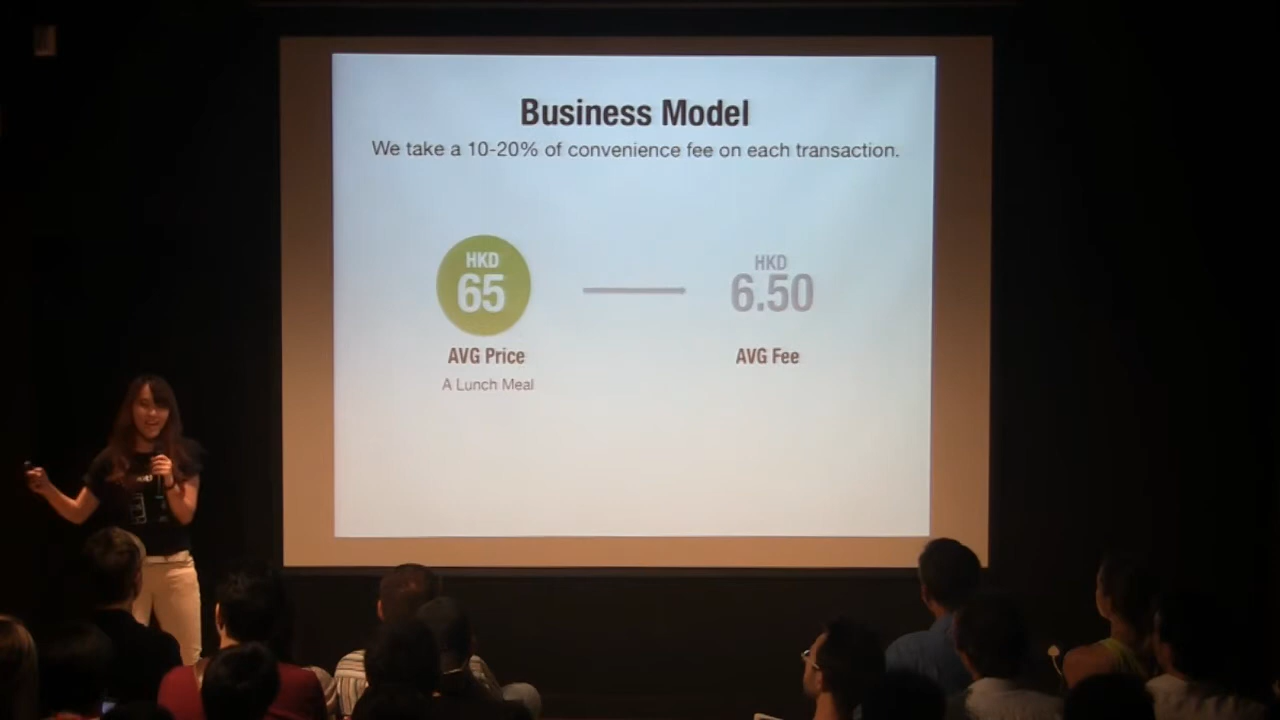 Business Model
We take a 10-20% of convenience fee on each transaction.
HKD
65
AVG Price
A Lunch Meal
HKD
6.50
AVG Fee